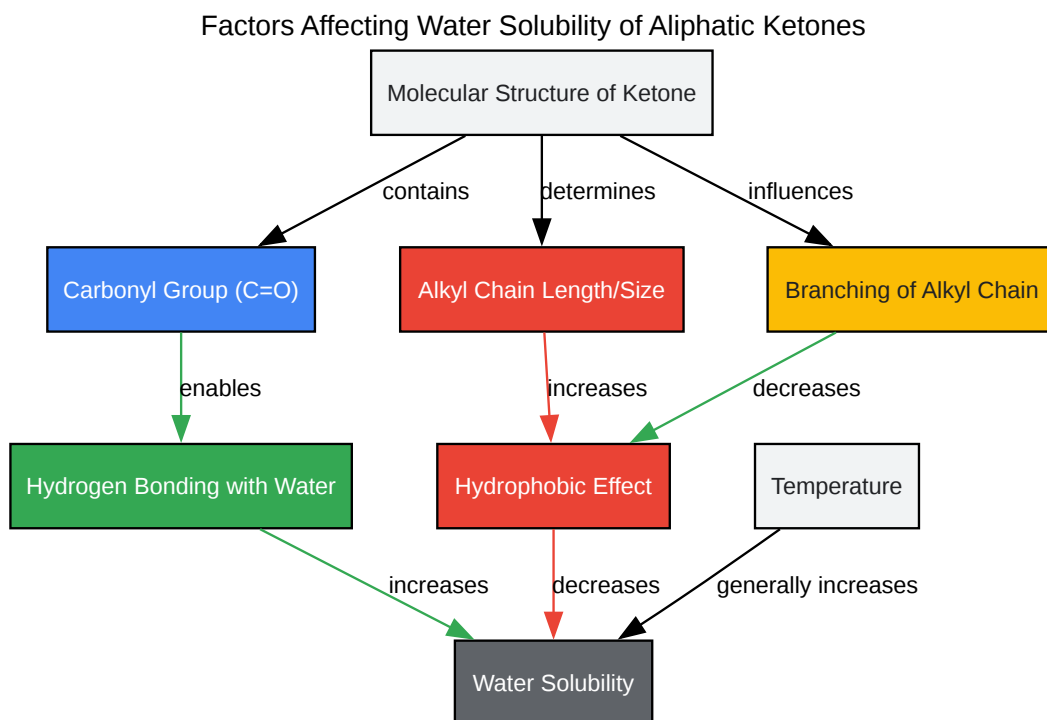 Factors Affecting Water Solubility of Aliphatic Ketones
Molecular Structure of Ketone
contains
determines
influences
Carbonyl Group (C=O)
Alkyl Chain Length/Size
Branching of Alkyl Chain
enables
increases
decreases
Hydrogen Bonding with Water
Hydrophobic Effect
Temperature
increases
decreases
generally increases
Water Solubility